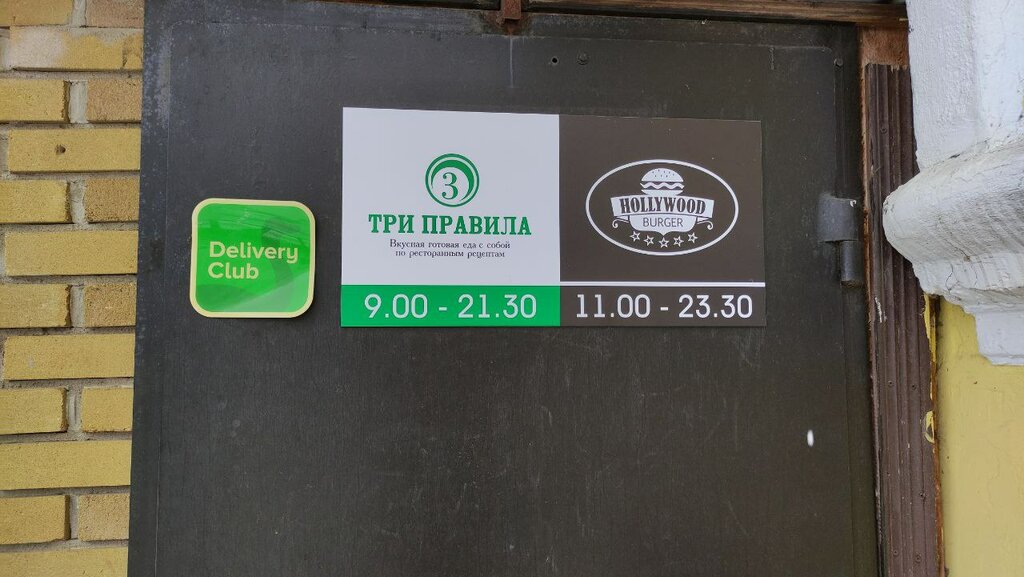 Delivery
Club
3
ТРИ ПРАВИЛА
Вкусная готовая еда с собой
по ресторанным рецептам
9.00 - 21.30
HOLLYWOOD
BURGER
11.00 - 23.30